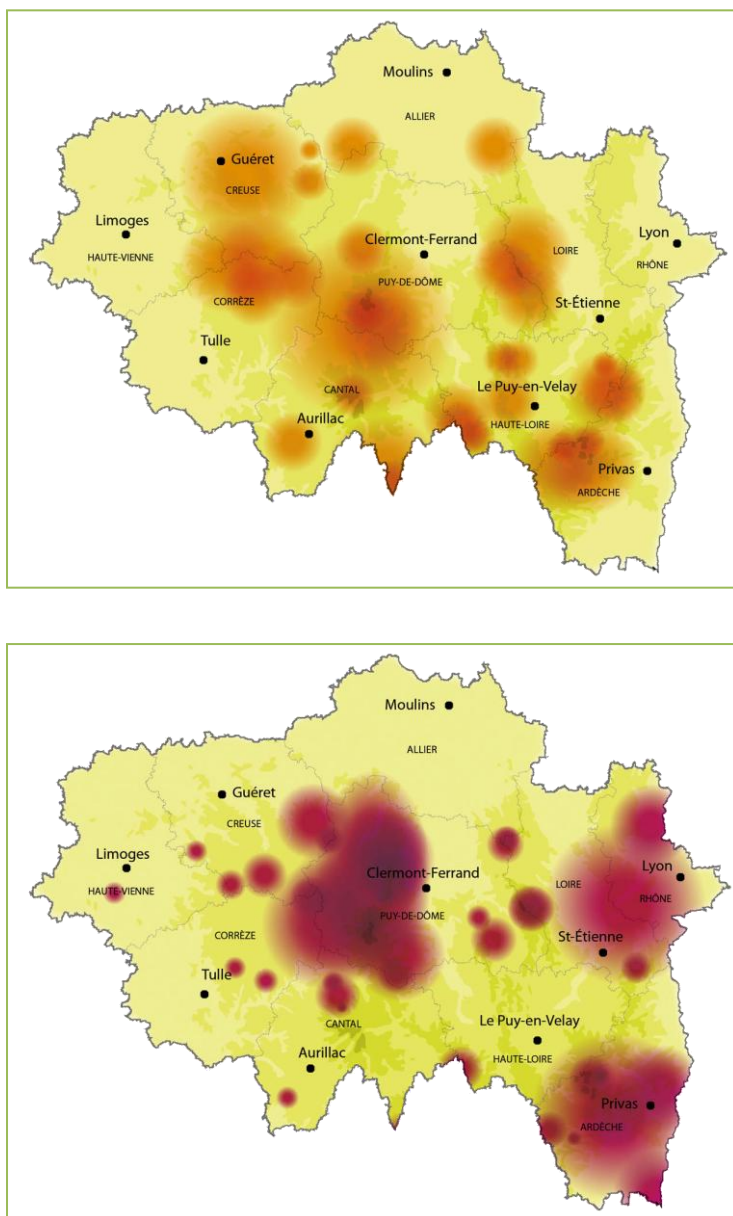 Moulins
ALLIER
Guéret
CREUSE
Limoges
HAUTE-VIENNE
Clermont-Ferrand
PUY-DE-DÔME
LOIRE
Lyon
RHÔNE
CORRÈZE
St-Étienne
Tulle
CANTAL
Le Puy-en-Velay
HAUTE-LOIRE
Aurillac
Privas
ARDÈCHE
Moulins
ALLIER
Guéret
CREUSE
Limoges
HAUTE-VIENNE
Clermont-Ferrand
PUY-DE-DÔME
LOIRE
Lyon
RHÔNE
CORRÈZE
St-Étienne
Tulle
CANTAL
Le Puy-en-Velay
HAUTE-LOIRE
Aurillac
Privas
ARDÈCHE